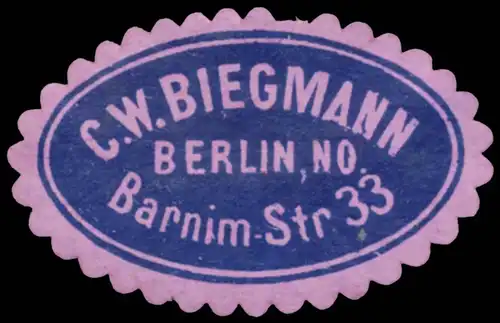 C.W. BIEGMANN
BERLIN, NO.
Barnim-Str 33